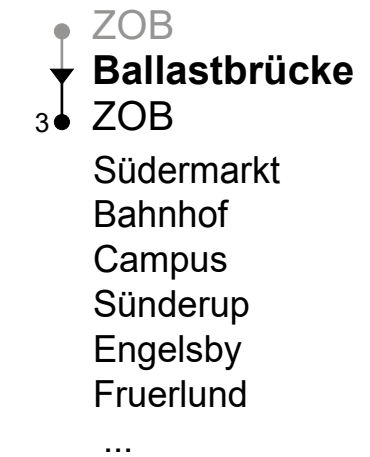 ZOB
Ballastbrücke
3 ZOB
Südermarkt
Bahnhof
Campus
Sünderup
Engelsby
Fruerlund
...